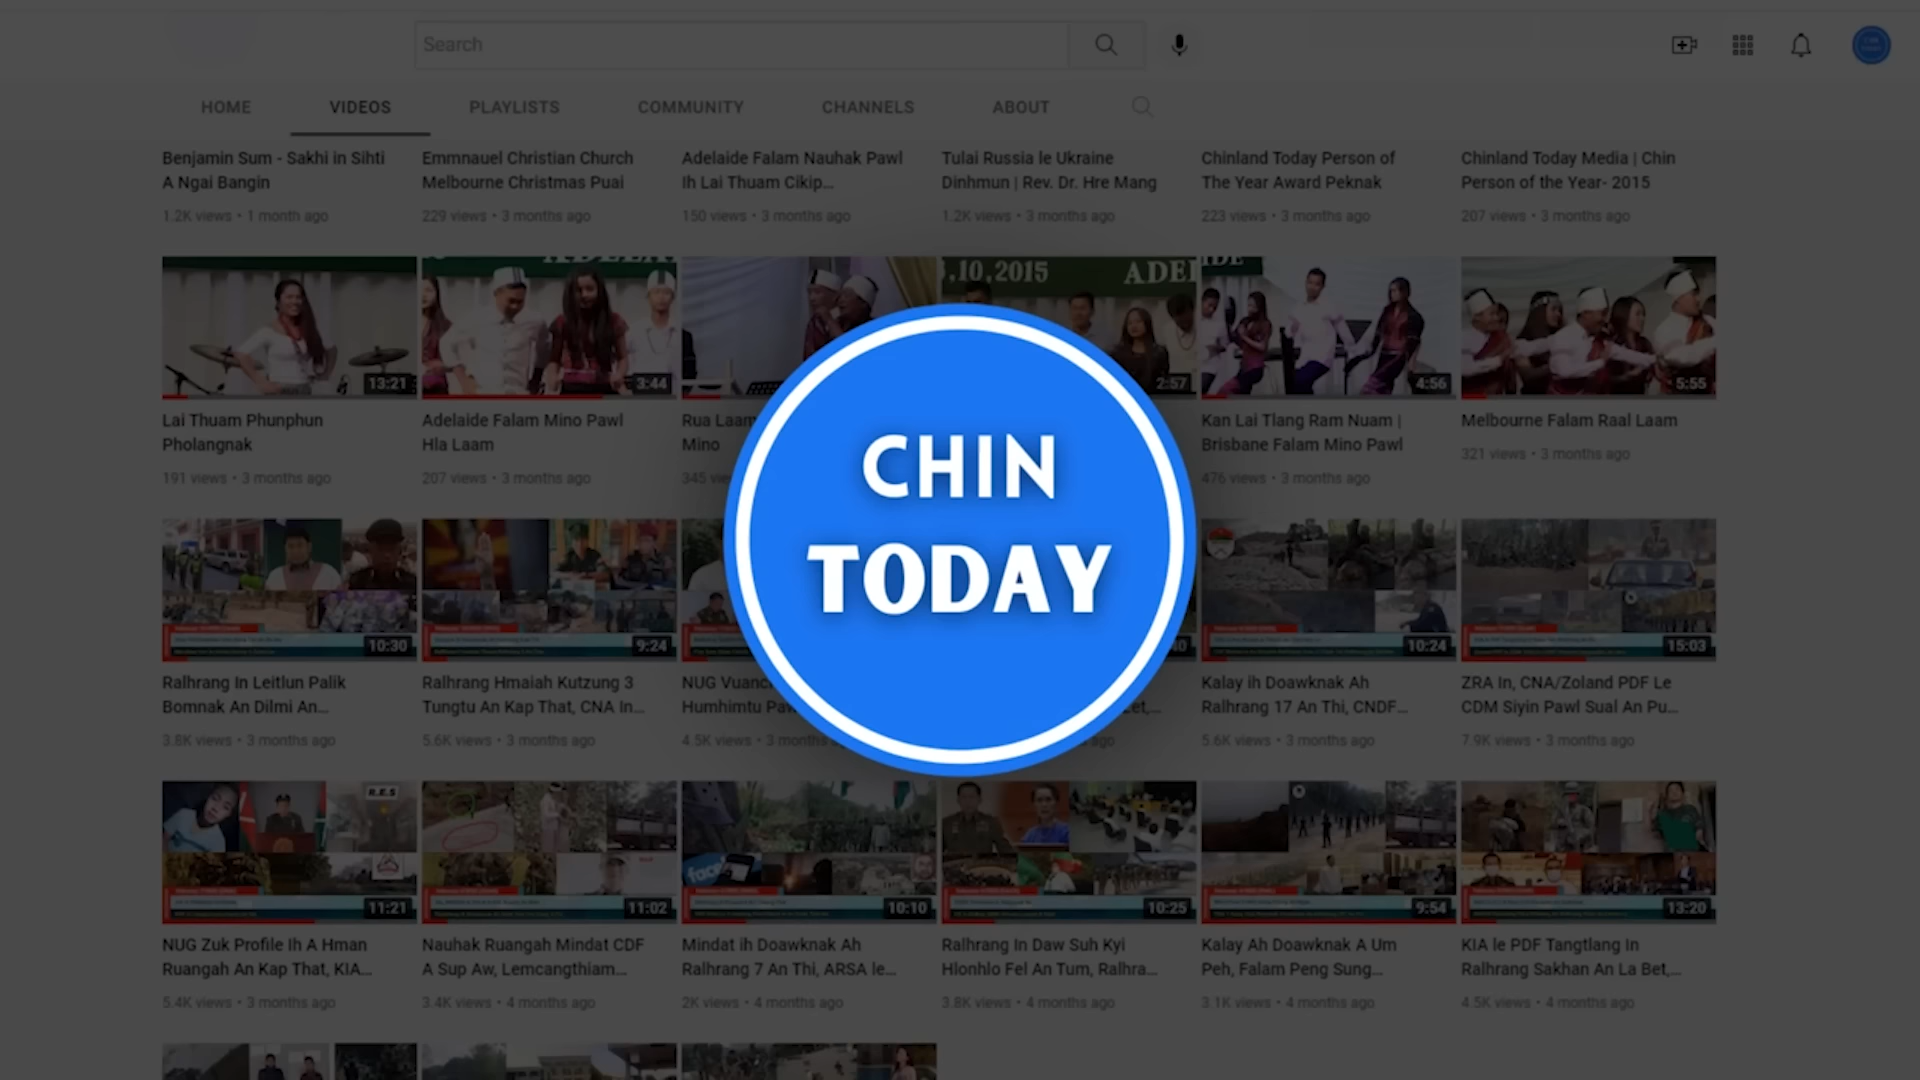 Search
HOME VIDEOS PLAYLISTS COMMUNITY CHANNELS ABOUT
Benjamin Sum - Sakhi in Sihti
A Ngai Bangin
1.2K views • 1 month ago
Emmnauel Christian Church
Melbourne Christmas Puai
229 views • 3 months ago
Adelaide Falam Nauhak Pawl
Ih Lai Thuam Cikip...
150 views • 3 months ago
Tulai Russia le Ukraine
Dinhmun | Rev. Dr. Hre Mang
1.2K views • 3 months ago
Chinland Today Person of
The Year Award Peknak
223 views • 3 months ago
Chinland Today Media | Chin
Person of the Year- 2015
207 views • 3 months ago
13:21
Lai Thuam Phunphun
Pholangnak
191 views • 3 months ago
3:44
Adelaide Falam Mino Pawl
Hla Laam
207 views • 3 months ago
Rua Laam
Mino
.10.2015
2:57
4:56
Kan Lai Tlang Ram Nuam |
Brisbane Falam Mino Pawl
476 views • 3 months ago
5:55
Melbourne Falam Raal Laam
321 views • 3 months ago
CHIN
TODAY
10:30
Ralhrang In Leitlun Palik
Bomnak An Dilmi An...
3.8K views • 3 months ago
9:24
Ralhrang Hmaiah Kutzung 3
Tungtu An Kap That, CNA In...
5.6K views • 3 months ago
NUG
Humhimtu
4.5K views • 3 months
10:24
Kalay ih Doawknak Ah
Ralhrang 17 An Thi, CNDF...
5.6K views • 3 months ago
15:03
ZRA In, CNA/Zoland PDF Le
CDM Siyin Pawl Sual An Pu...
7.9K views • 3 months ago
R.E.S
11:21
NUG Zuk Profile Ih A Hman
Ruangah An Kap That, KIA...
5.4K views • 3 months ago
11:02
Nauhak Ruangah Mindat CDF
A Sup Aw, Lemcangthiam...
3.4K views • 4 months ago
10:10
Mindat ih Doawknak Ah
Ralhrang 7 An Thi, ARSA le...
2K views • 4 months ago
10:25
Ralhrang In Daw Suh Kyi
Hlonhlo Fel An Tum, Ralhra...
3.8K views • 4 months ago
9:54
Kalay Ah Doawknak A Um
Peh, Falam Peng Sung...
3.1K views • 4 months ago
13:20
KIA le PDF Tangtlang In
Ralhrang Sakhan An La Bet,...
4.5K views • 4 months ago